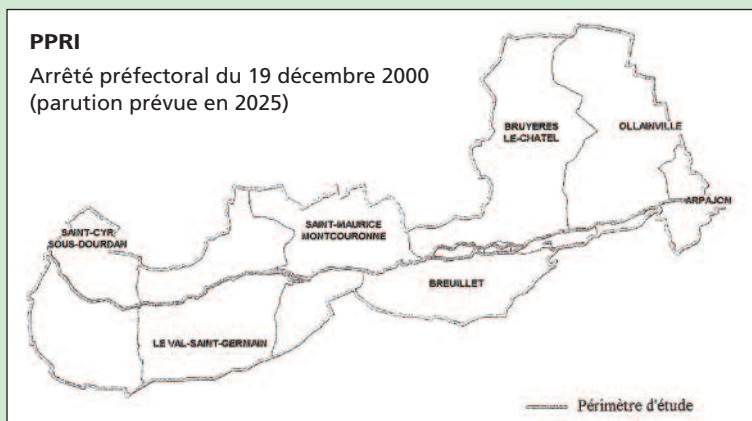 PPRI
Arrêté préfectoral du 19 décembre 2000
(parution prévue en 2025)
BRUYERES
LE-CHATEL
OLLAINVILLE
ARPAJON
SAINT-CYR
SOUS-DOURDAN
SAINT-MAURICE
MONTCOURONNE
BREUILLET
LE VAL-SAINT-GERMAIN
Périmètre d'étude